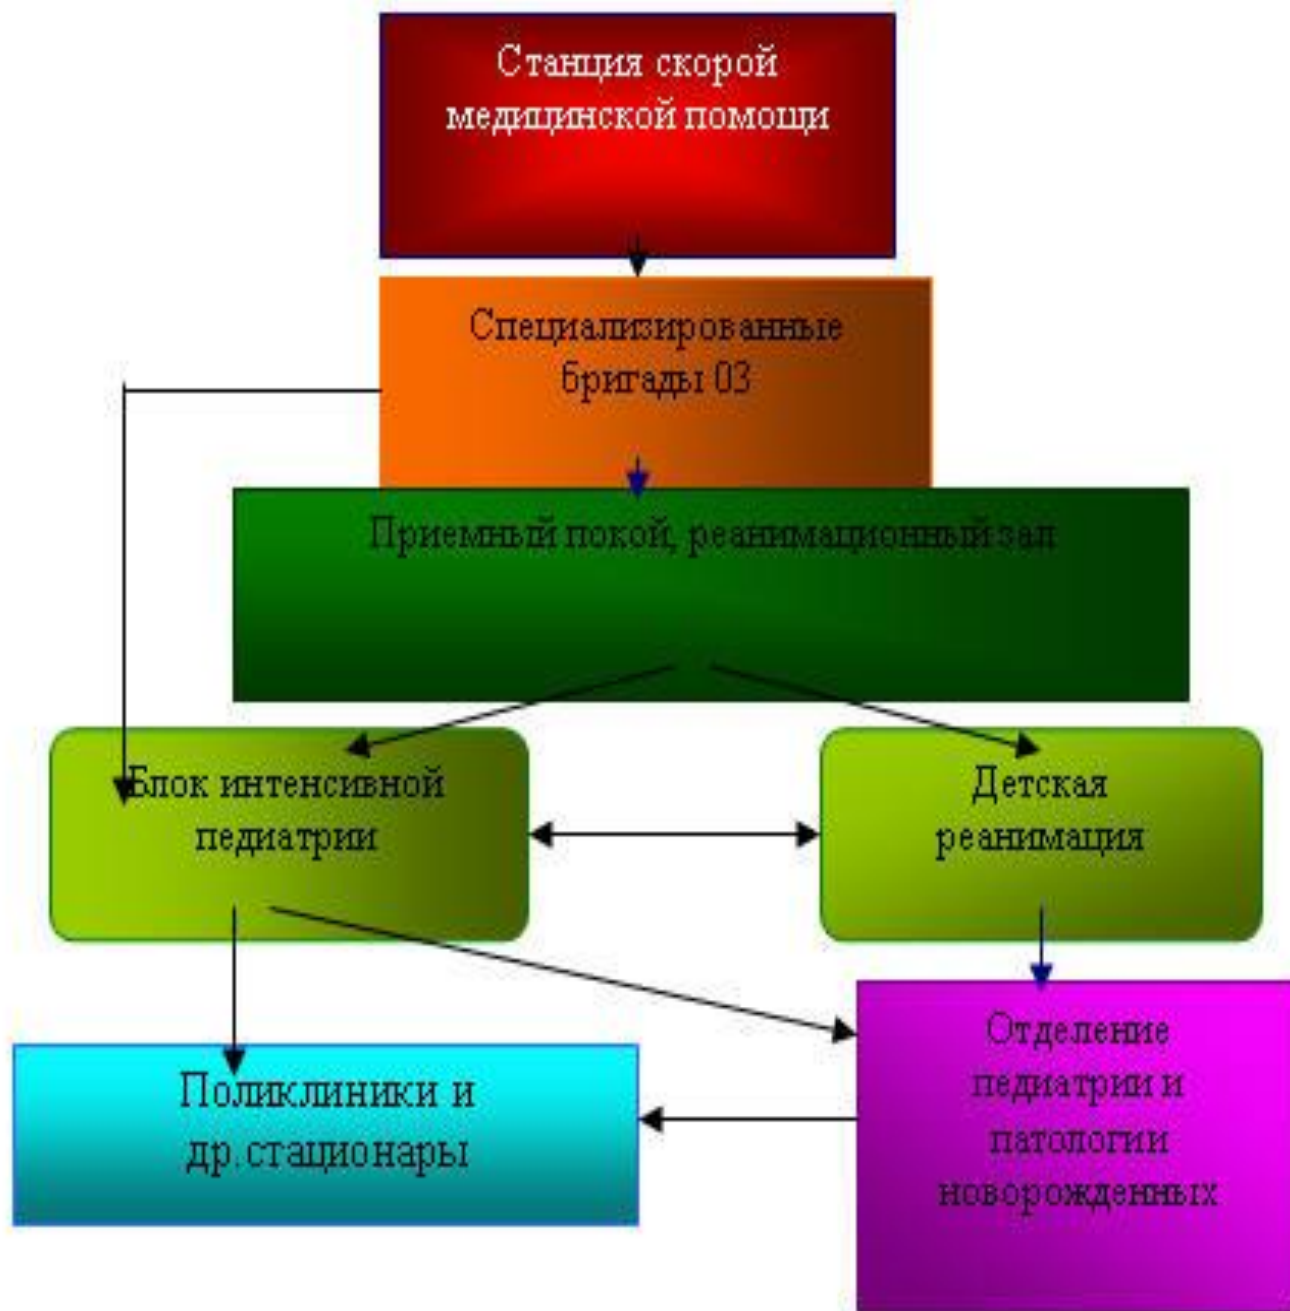 Станция скорой
медицинской помощи
Специализированные
бригады 03
Приемный покой, реанимационный зал
Блок интенсивной
педиатрии
Детская
реанимация
Поликлиники и
др.стационары
Отделение
педиатрии и
патологии
новорожденных